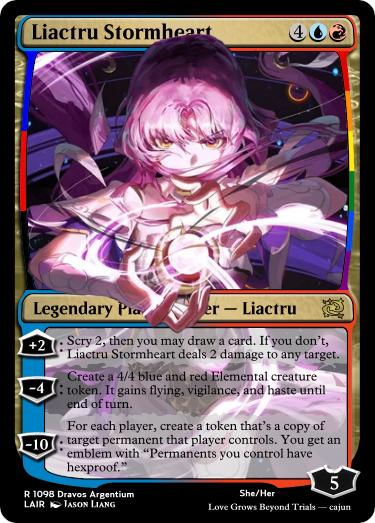 Liactru Stormheart 4
Legendary Pla er — Liactru
+2: Scry 2, then you may draw a card. If you don't,
Liactru Stormheart deals 2 damage to any target.
Create a 4/4 blue and red Elemental creature
-4: token. It gains flying, vigilance, and haste until
end of turn.
For each player, create a token that's a copy of
target permanent that player controls. You get an
-10: emblem with “Permanents you control have
hexproof.”
5
R 1098 Dravos Argentium She/Her
LAIR Jason Liang Love Grows Beyond Trials — cajun